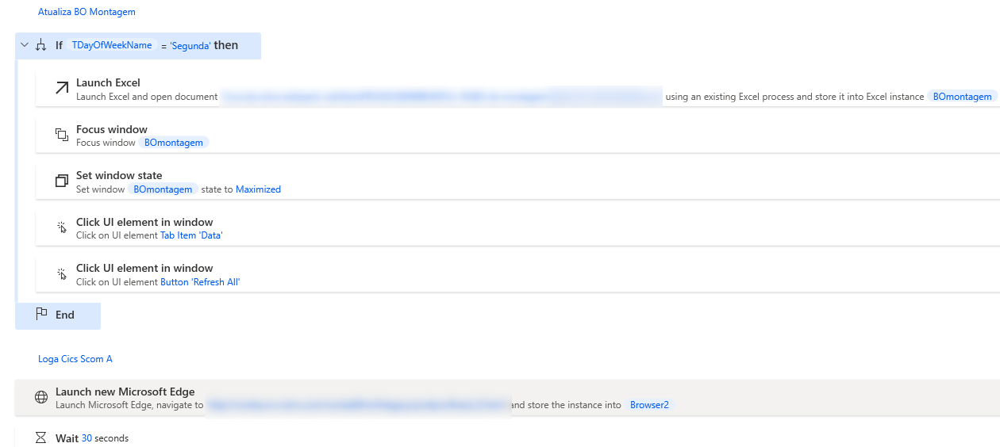 Atualiza BO Montagem
If TDayOfWeekName = 'Segunda' then
Launch Excel
Launch Excel and open document using an existing Excel process and store it into Excel instance BOmontagem
Focus window
Focus window BOmontagem
Set window state
Set window BOmontagem state to Maximized
Click UI element in window
Click on UI element Tab Item 'Data'
Click UI element in window
Click on UI element Button 'Refresh All'
End
Loga Cics Scom A
Launch new Microsoft Edge
Launch Microsoft Edge, navigate to and store the instance into Browser2
Wait 30 seconds